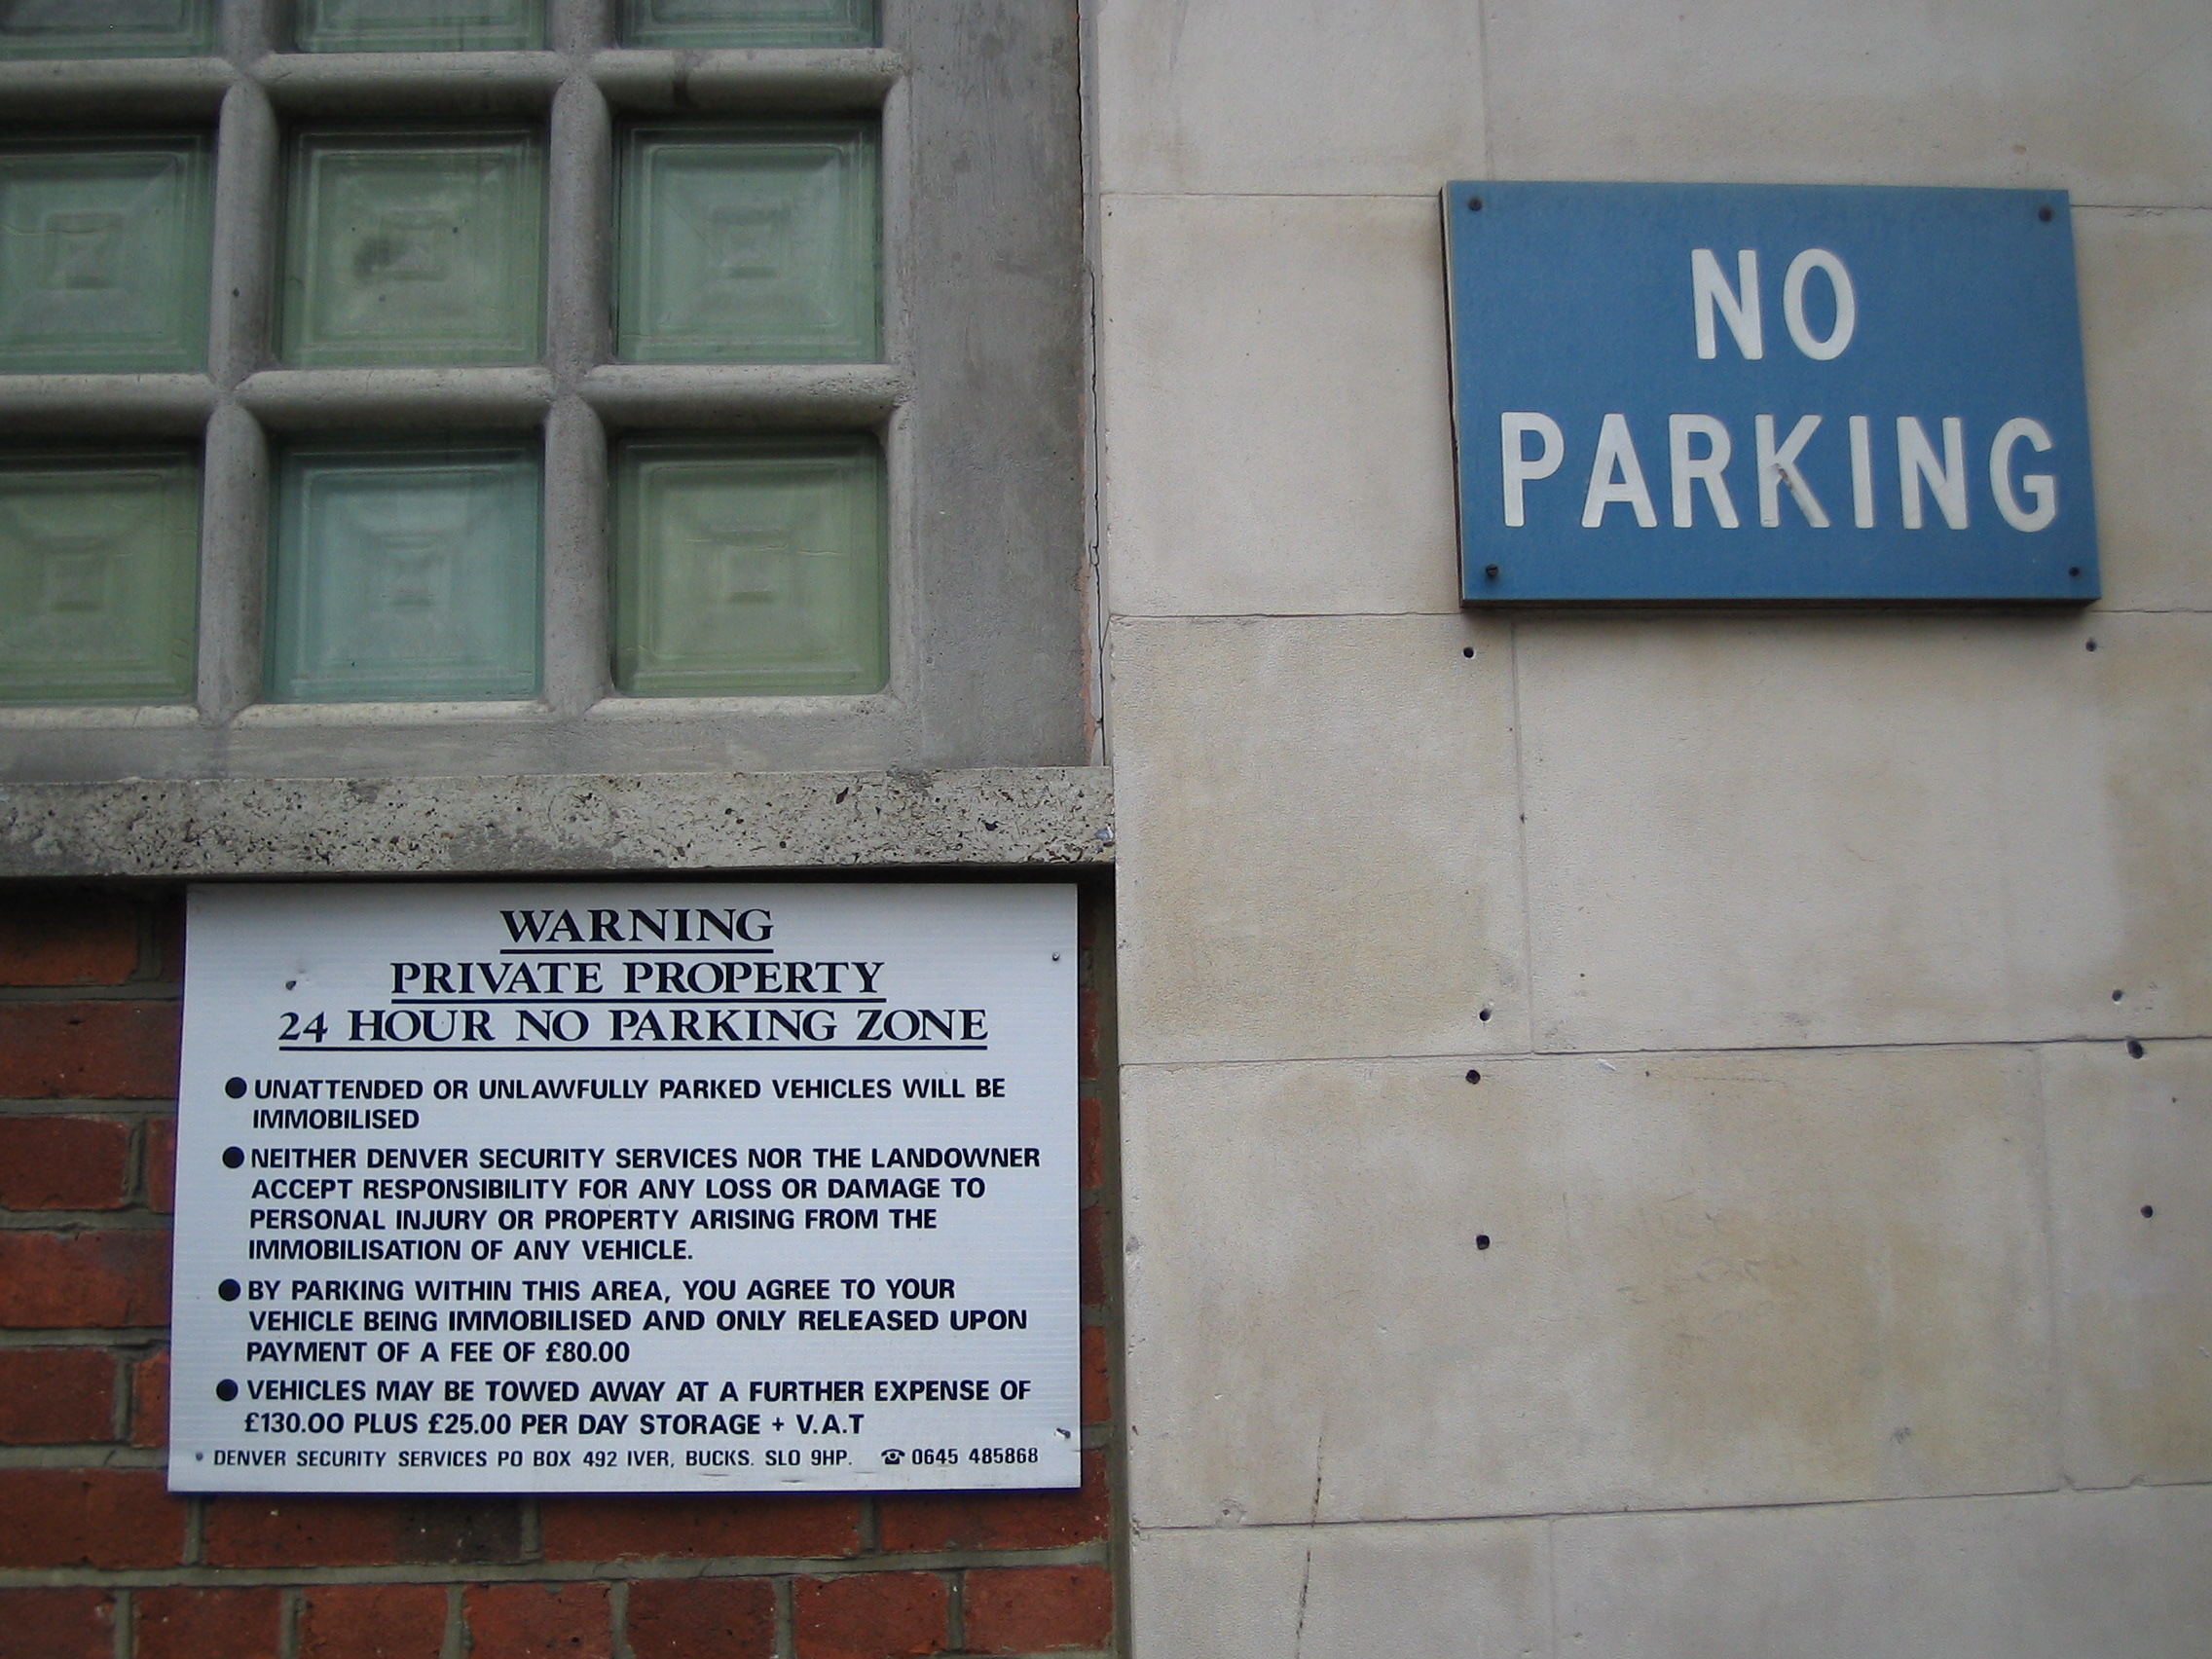 NO
PARKING
WARNING
PRIVATE PROPERTY
24 HOUR NO PARKING ZONE
● UNATTENDED OR UNLAWFULLY PARKED VEHICLES WILL BE
IMMOBILISED
● NEITHER DENVER SECURITY SERVICES NOR THE LANDOWNER
ACCEPT RESPONSIBILITY FOR ANY LOSS OR DAMAGE TO
PERSONAL INJURY OR PROPERTY ARISING FROM THE
IMMOBILISATION OF ANY VEHICLE.
● BY PARKING WITHIN THIS AREA, YOU AGREE TO YOUR
VEHICLE BEING IMMOBILISED AND ONLY RELEASED UPON
PAYMENT OF A FEE OF £80.00
● VEHICLES MAY BE TOWED AWAY AT A FURTHER EXPENSE OF
£130.00 PLUS £25.00 PER DAY STORAGE + V.A.T
DENVER SECURITY SERVICES PO BOX 492 IVER, BUCKS. SLO 9HP. ☎ 0645 485868